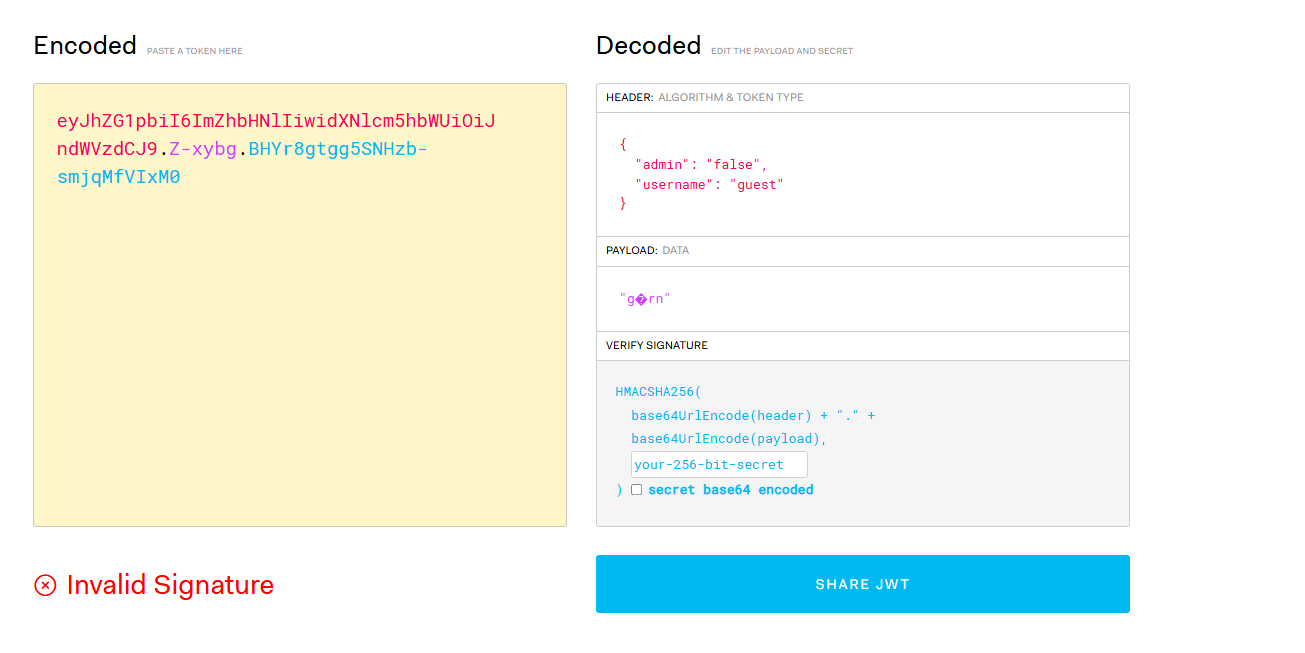 Encoded PASTE A TOKEN HERE
eyJhZG1pbiI6ImZhbHNlIiwidXNlcm5hbWUiOiJ
ndWVzdCJ9.Z-xybg.BHYr8gtgg5SNHzb-
smjqMfVIxM0
Invalid Signature
Decoded EDIT THE PAYLOAD AND SECRET
HEADER: ALGORITHM & TOKEN TYPE
{
"admin": "false",
"username": "guest"
}
PAYLOAD: DATA
"g�rn"
VERIFY SIGNATURE
HMACSHA256(
base64UrlEncode(header) + "." +
base64UrlEncode(payload),
your-256-bit-secret
) secret base64 encoded
SHARE JWT